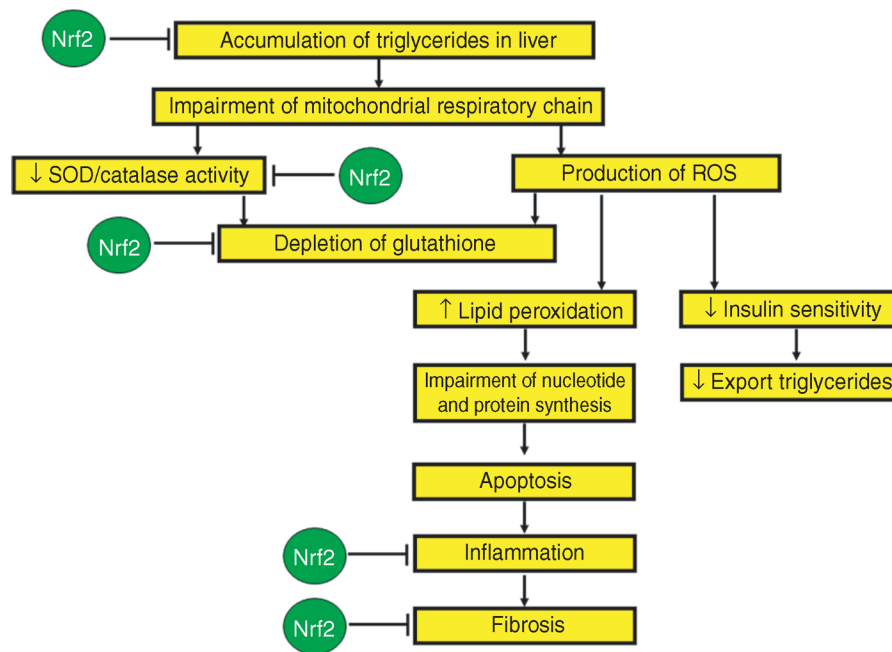 Nrf2
Accumulation of triglycerides in liver
Impairment of mitochondrial respiratory chain
↓ SOD/catalase activity
Nrf2
Production of ROS
Nrf2
Depletion of glutathione
↑ Lipid peroxidation
↓ Insulin sensitivity
Impairment of nucleotide
and protein synthesis
↓ Export triglycerides
Apoptosis
Nrf2
Inflammation
Nrf2
Fibrosis